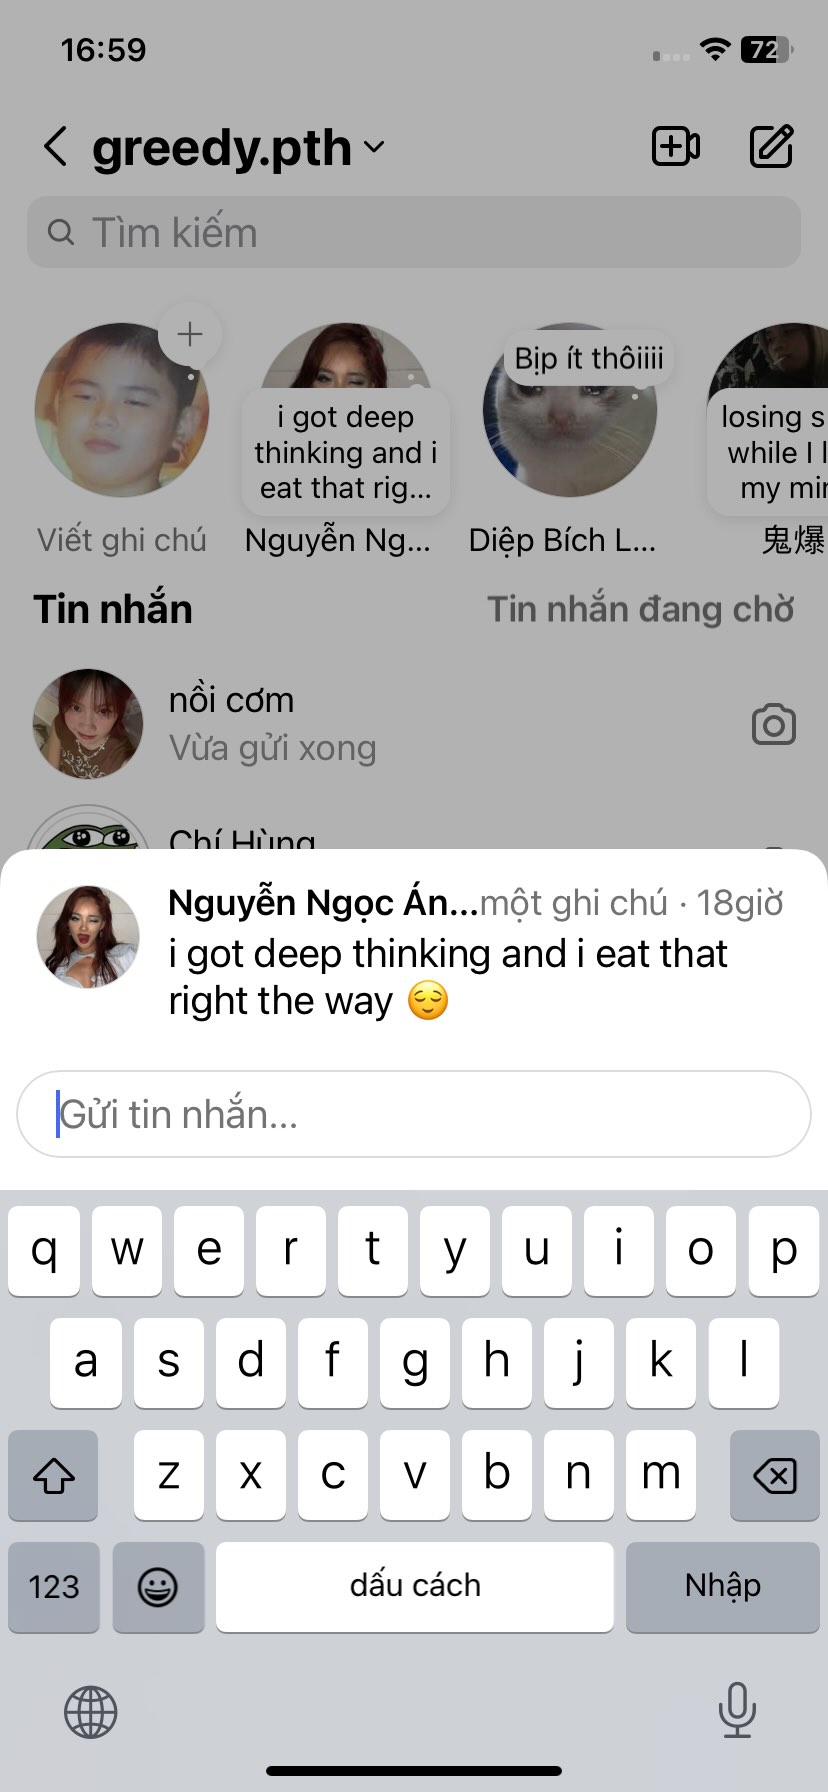 16:59
72
greedy.pth
Tìm kiếm
Bịp ít thôiiiii
i got deep
thinking and i
eat that rig...
losing s
while I l
my mi
Viết ghi chú
Nguyễn Ng...
Diệp Bích L...
鬼爆
Tin nhắn
Tin nhắn đang chờ
nồi cơm
Vừa gửi xong
Chí Hùng
Nguyễn Ngọc Án...một ghi chú · 18giờ
i got deep thinking and i eat that
right the way 😌
Gửi tin nhắn...
q w e r t y u i o p
a s d f g h j k l
z x c v b n m
123
dấu cách
Nhập